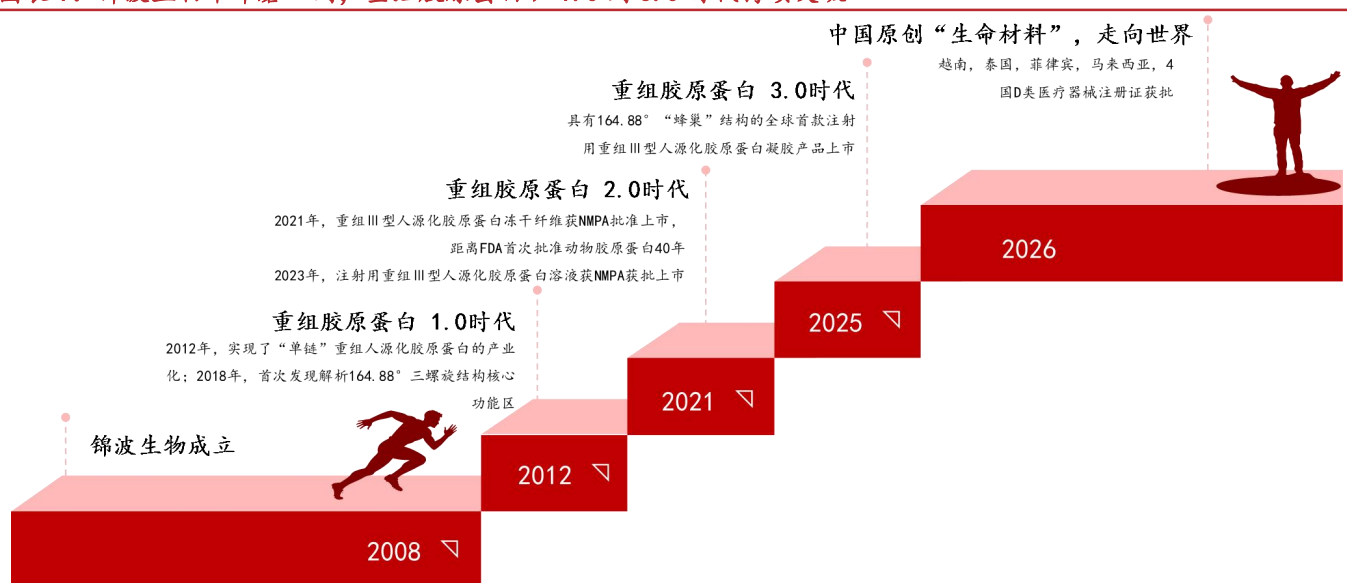 中国原创“生命材料”，走向世界
越南，泰国，菲律宾，马来西亚，4
国D类医疗器械注册证获批
重组胶原蛋白 3.0时代
具有164.88°“蜂巢”结构的全球首款注射
用重组Ⅲ型人源化胶原蛋白凝胶产品上市
重组胶原蛋白 2.0时代
2021年，重组Ⅲ型人源化胶原蛋白冻干纤维获NMPA批准上市，
距离FDA首次批准动物胶原蛋白40年
2023年，注射用重组Ⅲ型人源化胶原蛋白溶液获NMPA获批上市
重组胶原蛋白 1.0时代
2012年，实现了“单链”重组人源化胶原蛋白的产业
化；2018年，首次发现解析164.88°三螺旋结构核心
功能区
锦波生物成立
2008
2012
2021
2025
2026